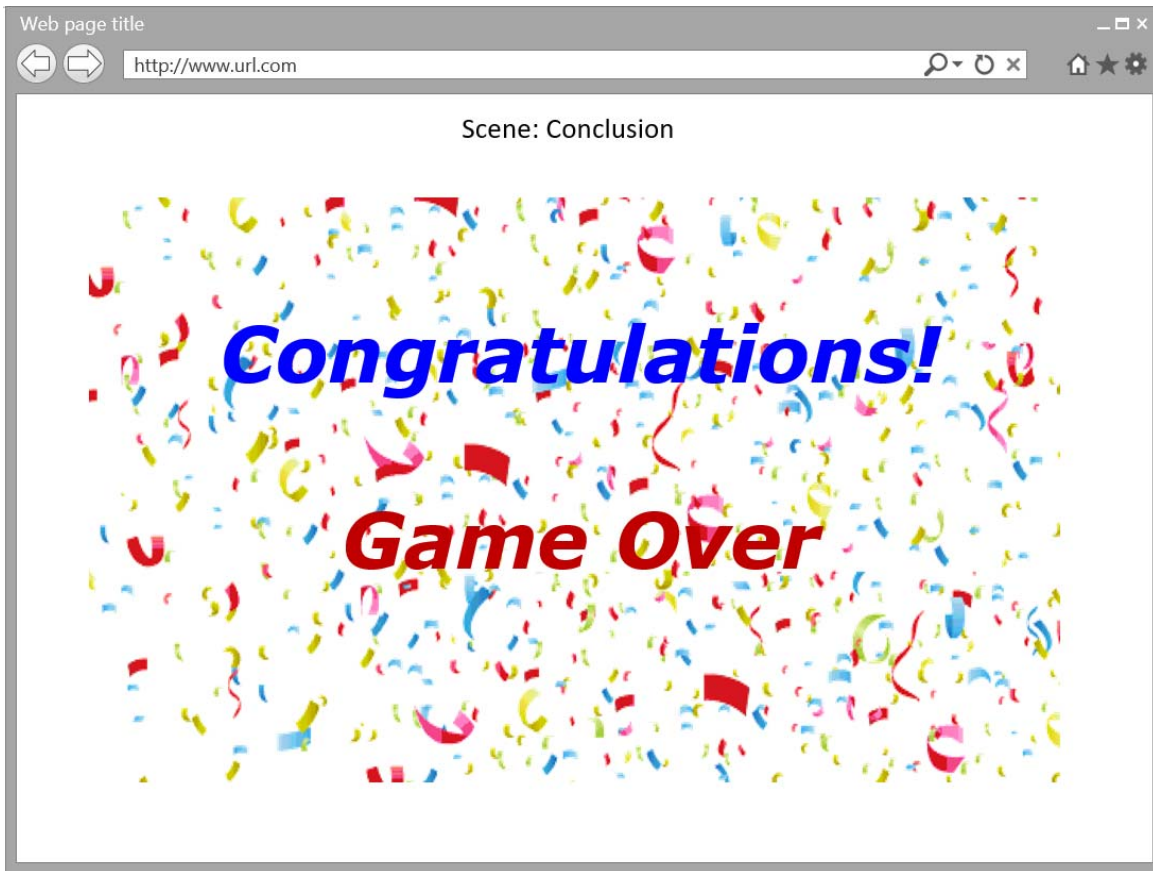 Web page title
http://www.url.com
Scene: Conclusion
Congratulations!
Game Over